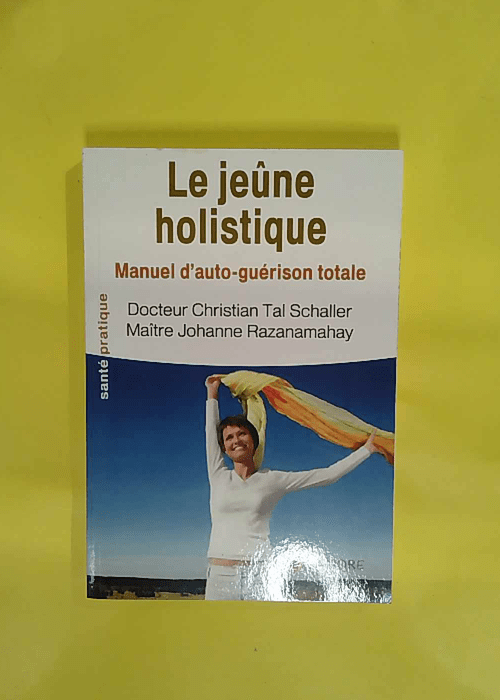 Le jeûne
holistique
Manuel d'auto-guérison totale
Docteur Christian Tal Schaller
Maître Johanne Razanamahay
santé pratique